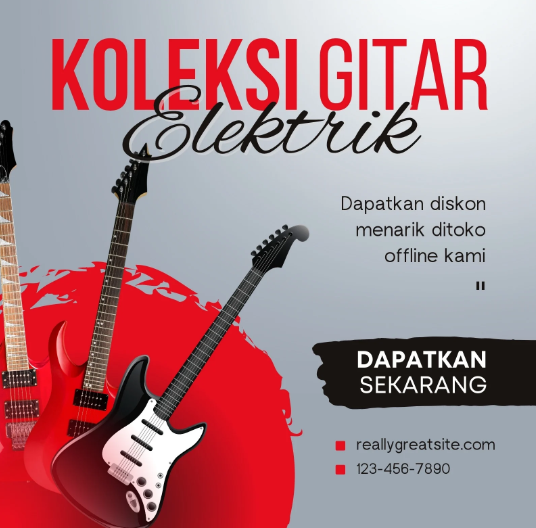 KOLEKSI GITAR
Elektrik
Dapatkan diskon
menarik ditoko
offline kami
"
DAPATKAN
SEKARANG
reallygreatsite.com
123-456-7890